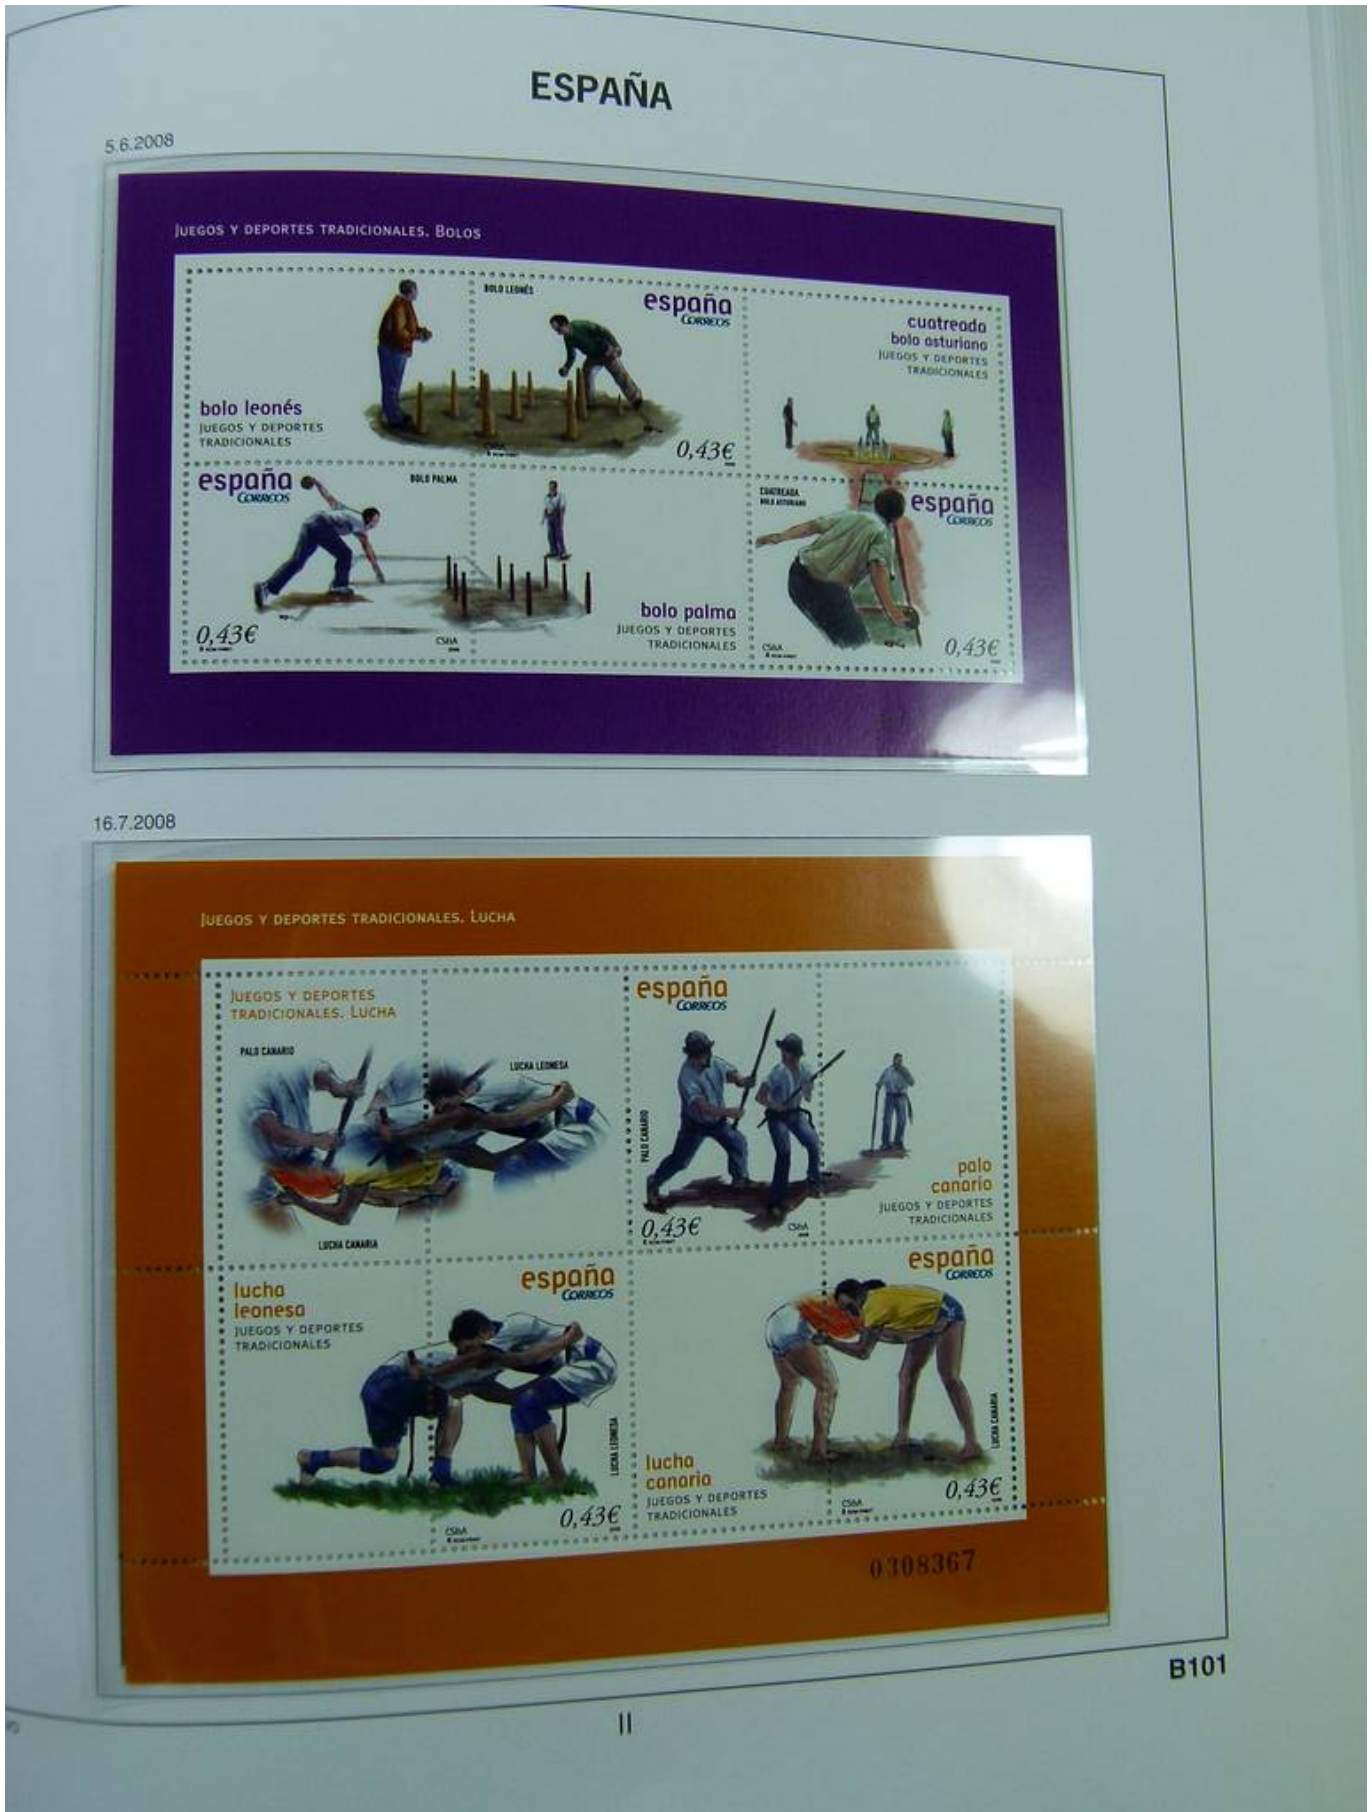 ESPAÑA
5.6.2008
JUEGOS Y DEPORTES TRADICIONALES. BOLOS
bolo leonés
JUEGOS Y DEPORTES
TRADICIONALES
BOLO LEONÉS
españa
CORREOS
0,43€
cuatreada
bolo asturiano
JUEGOS Y DEPORTES
TRADICIONALES
españa
CORREOS
BOLO PALMA
0,43€
CSBA
bolo palma
JUEGOS Y DEPORTES
TRADICIONALES
CUATREADA
BOLO ASTURIANO
españa
CORREOS
CSBA
0,43€
16.7.2008
JUEGOS Y DEPORTES TRADICIONALES. LUCHA
JUEGOS Y DEPORTES
TRADICIONALES. LUCHA
PALO CANARIO
LUCHA LEONESA
LUCHA CANARIA
españa
CORREOS
PALO CANARIO
0,43€
CSBA
palo
canario
JUEGOS Y DEPORTES
TRADICIONALES
lucha
leonesa
JUEGOS Y DEPORTES
TRADICIONALES
españa
CORREOS
LUCHA LEONESA
CSBA
0,43€
lucha
canaria
JUEGOS Y DEPORTES
TRADICIONALES
españa
CORREOS
LUCHA CANARIA
CSBA
0,43€
0308367
B101
II